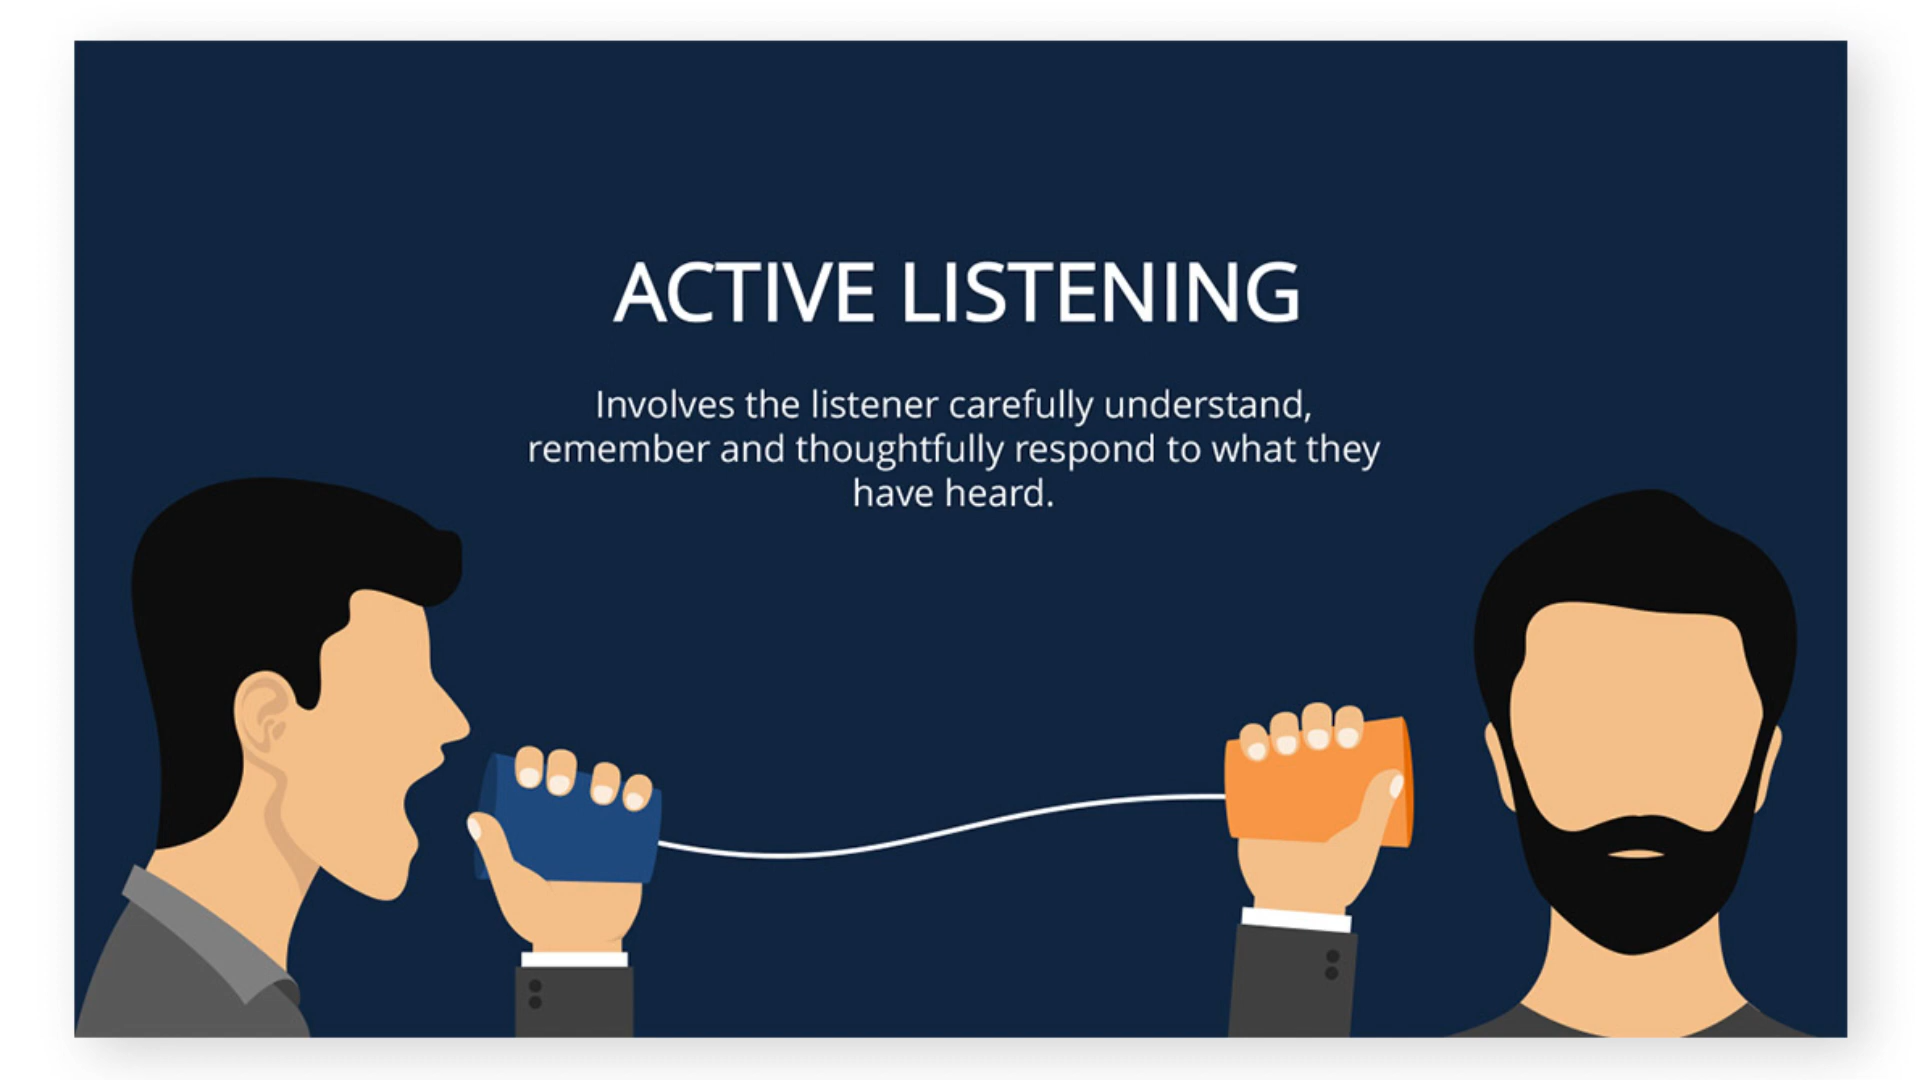 ACTIVE LISTENING
Involves the listener carefully understand,
remember and thoughtfully respond to what they
have heard.